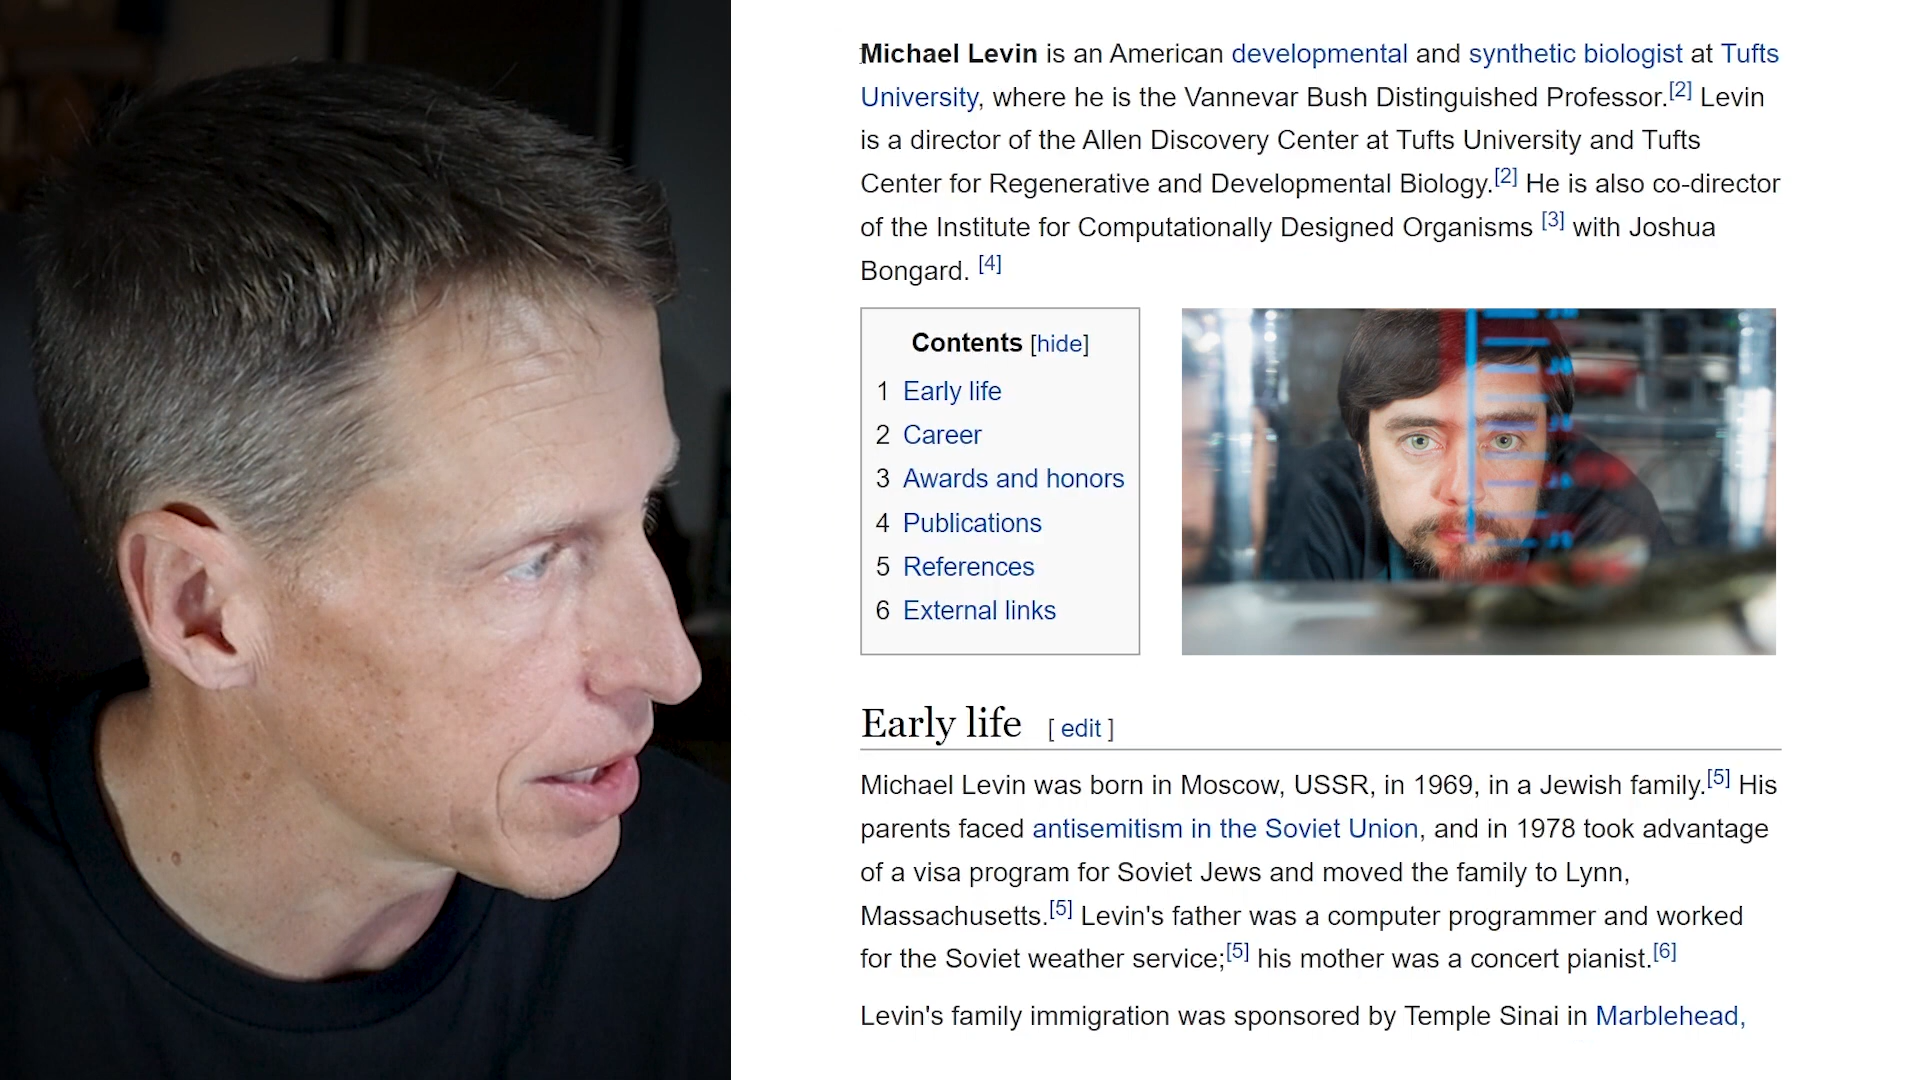 Michael Levin is an American developmental and synthetic biologist at Tufts
University, where he is the Vannevar Bush Distinguished Professor.[2] Levin
is a director of the Allen Discovery Center at Tufts University and Tufts
Center for Regenerative and Developmental Biology.[2] He is also co-director
of the Institute for Computationally Designed Organisms [3] with Joshua
Bongard. [4]
Contents [hide]
1 Early life
2 Career
3 Awards and honors
4 Publications
5 References
6 External links
Early life [ edit ]
Michael Levin was born in Moscow, USSR, in 1969, in a Jewish family.[5] His
parents faced antisemitism in the Soviet Union, and in 1978 took advantage
of a visa program for Soviet Jews and moved the family to Lynn,
Massachusetts.[5] Levin's father was a computer programmer and worked
for the Soviet weather service;[5] his mother was a concert pianist.[6]
Levin's family immigration was sponsored by Temple Sinai in Marblehead,